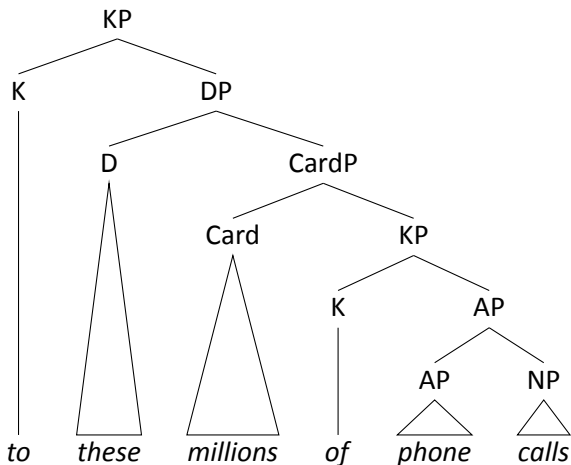 KP
K DP
D CardP
Card KP
K AP
AP NP
to these millions of phone calls